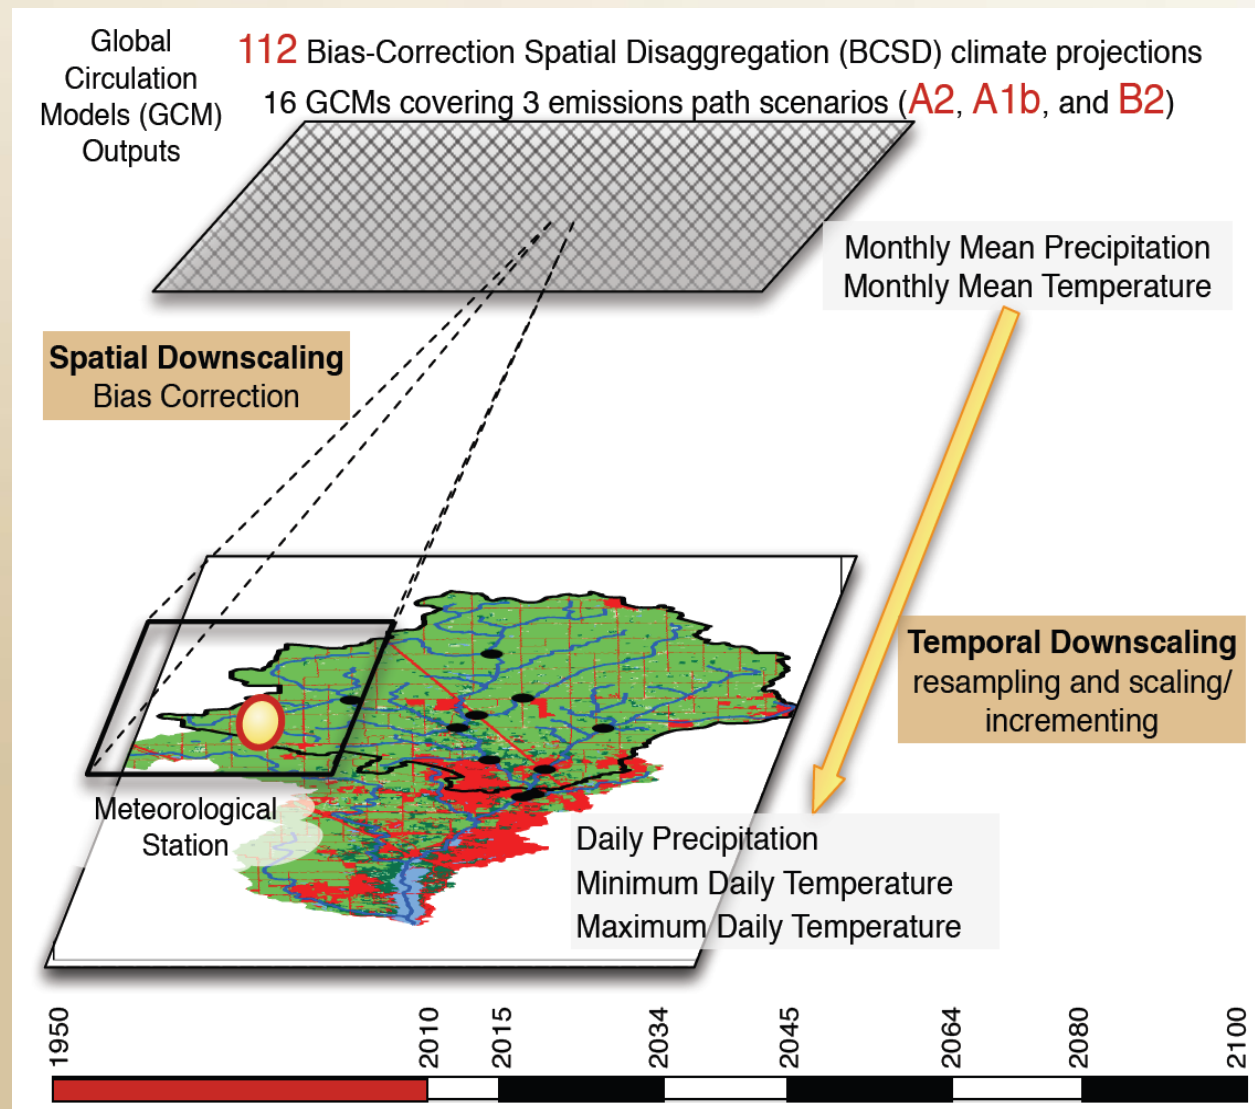 Global
Circulation
Models (GCM)
Outputs
112 Bias-Correction Spatial Disaggregation (BCSD) climate projections
16 GCMs covering 3 emissions path scenarios (A2, A1b, and B2)
Monthly Mean Precipitation
Monthly Mean Temperature
Spatial Downscaling
Bias Correction
Temporal Downscaling
resampling and scaling/
incrementing
Meteorological
Station
Daily Precipitation
Minimum Daily Temperature
Maximum Daily Temperature
1950
2010
2015
2034
2045
2064
2080
2100